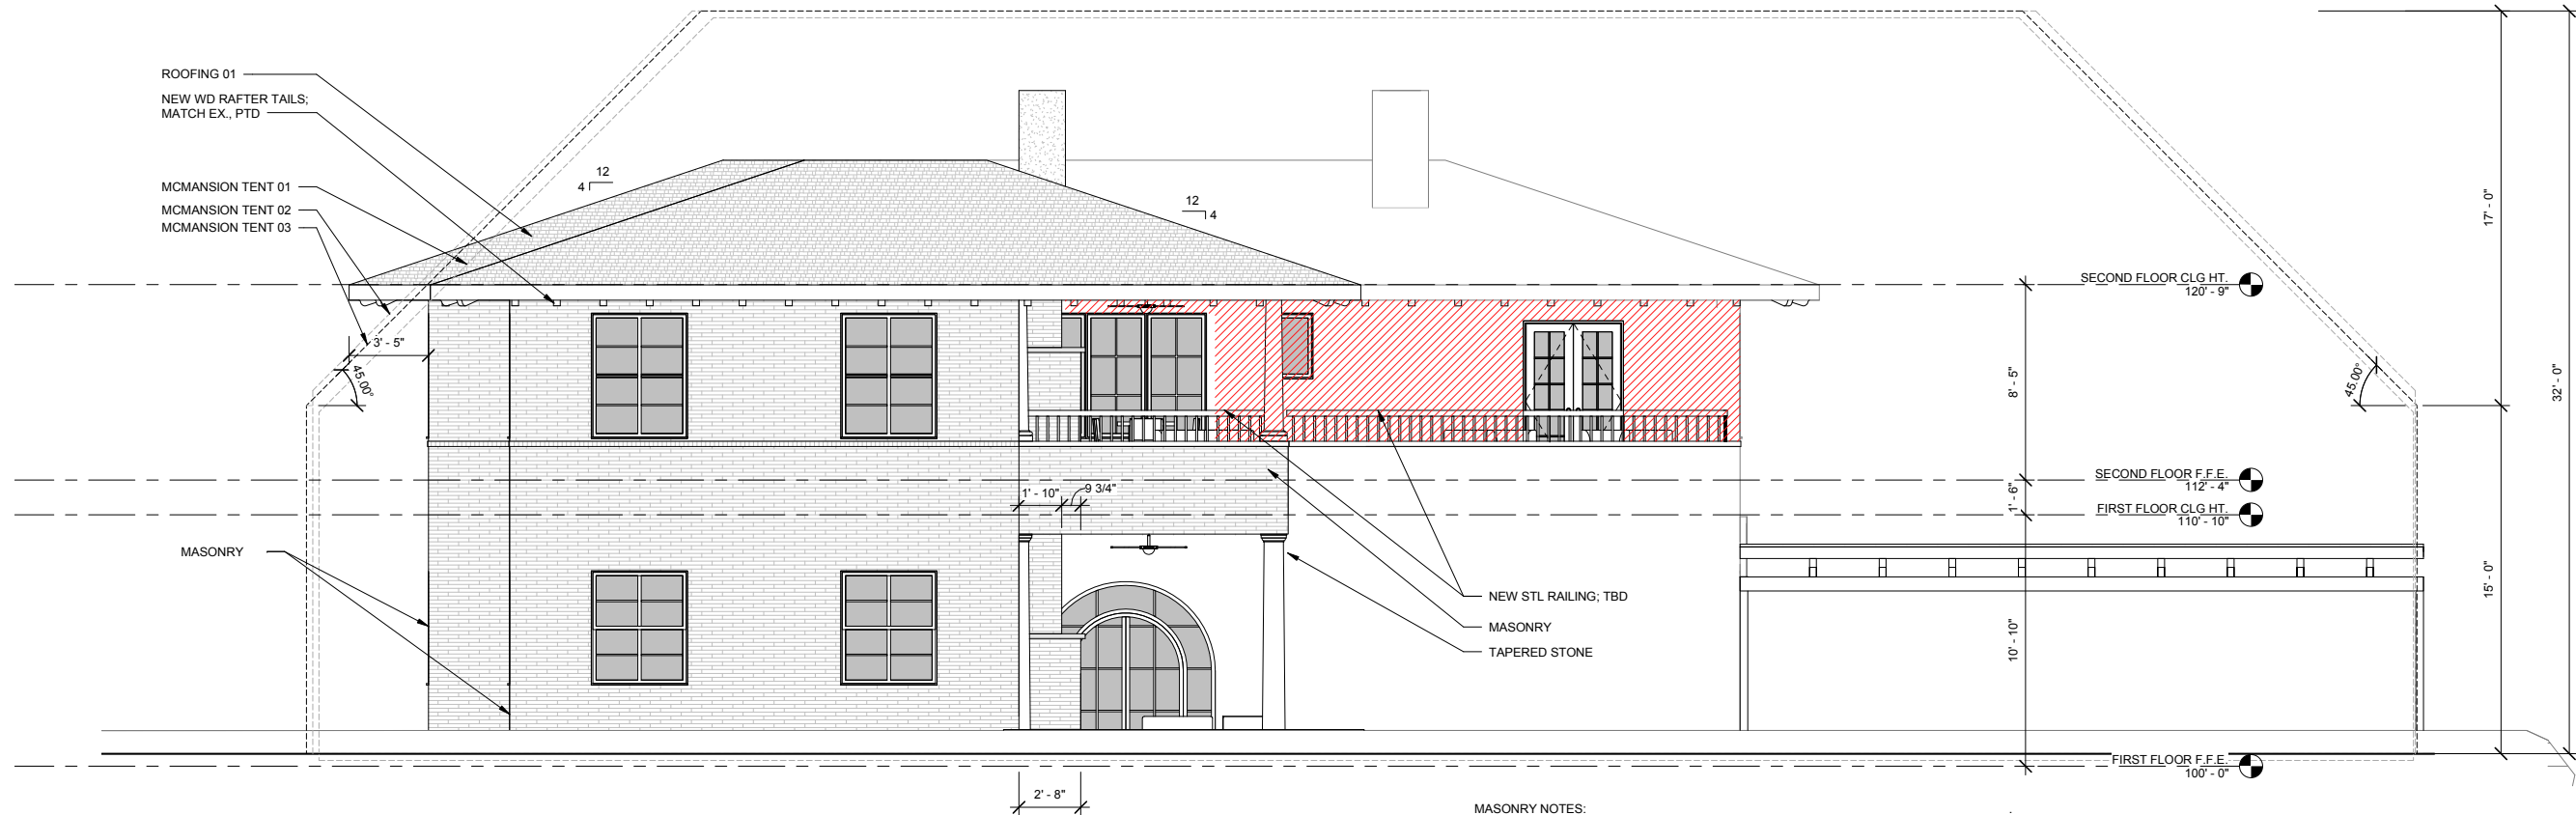 ROOFING 01
NEW WD RAFTER TAILS;
MATCH EX., PTD
MCMANSION TENT 01
MCMANSION TENT 02
MCMANSION TENT 03
12
4
12
4
3' - 5"
45.00°
45.00°
17' - 0"
32' - 0"
15' - 0"
SECOND FLOOR CLG HT.
120' - 9"
8' - 5"
SECOND FLOOR F.F.E.
112' - 4"
1' - 6"
FIRST FLOOR CLG HT.
110' - 10"
1' - 10"
9 3/4"
MASONRY
NEW STL RAILING; TBD
MASONRY
TAPERED STONE
10' - 10"
FIRST FLOOR F.F.E.
100' - 0"
2' - 8"
MASONRY NOTES: